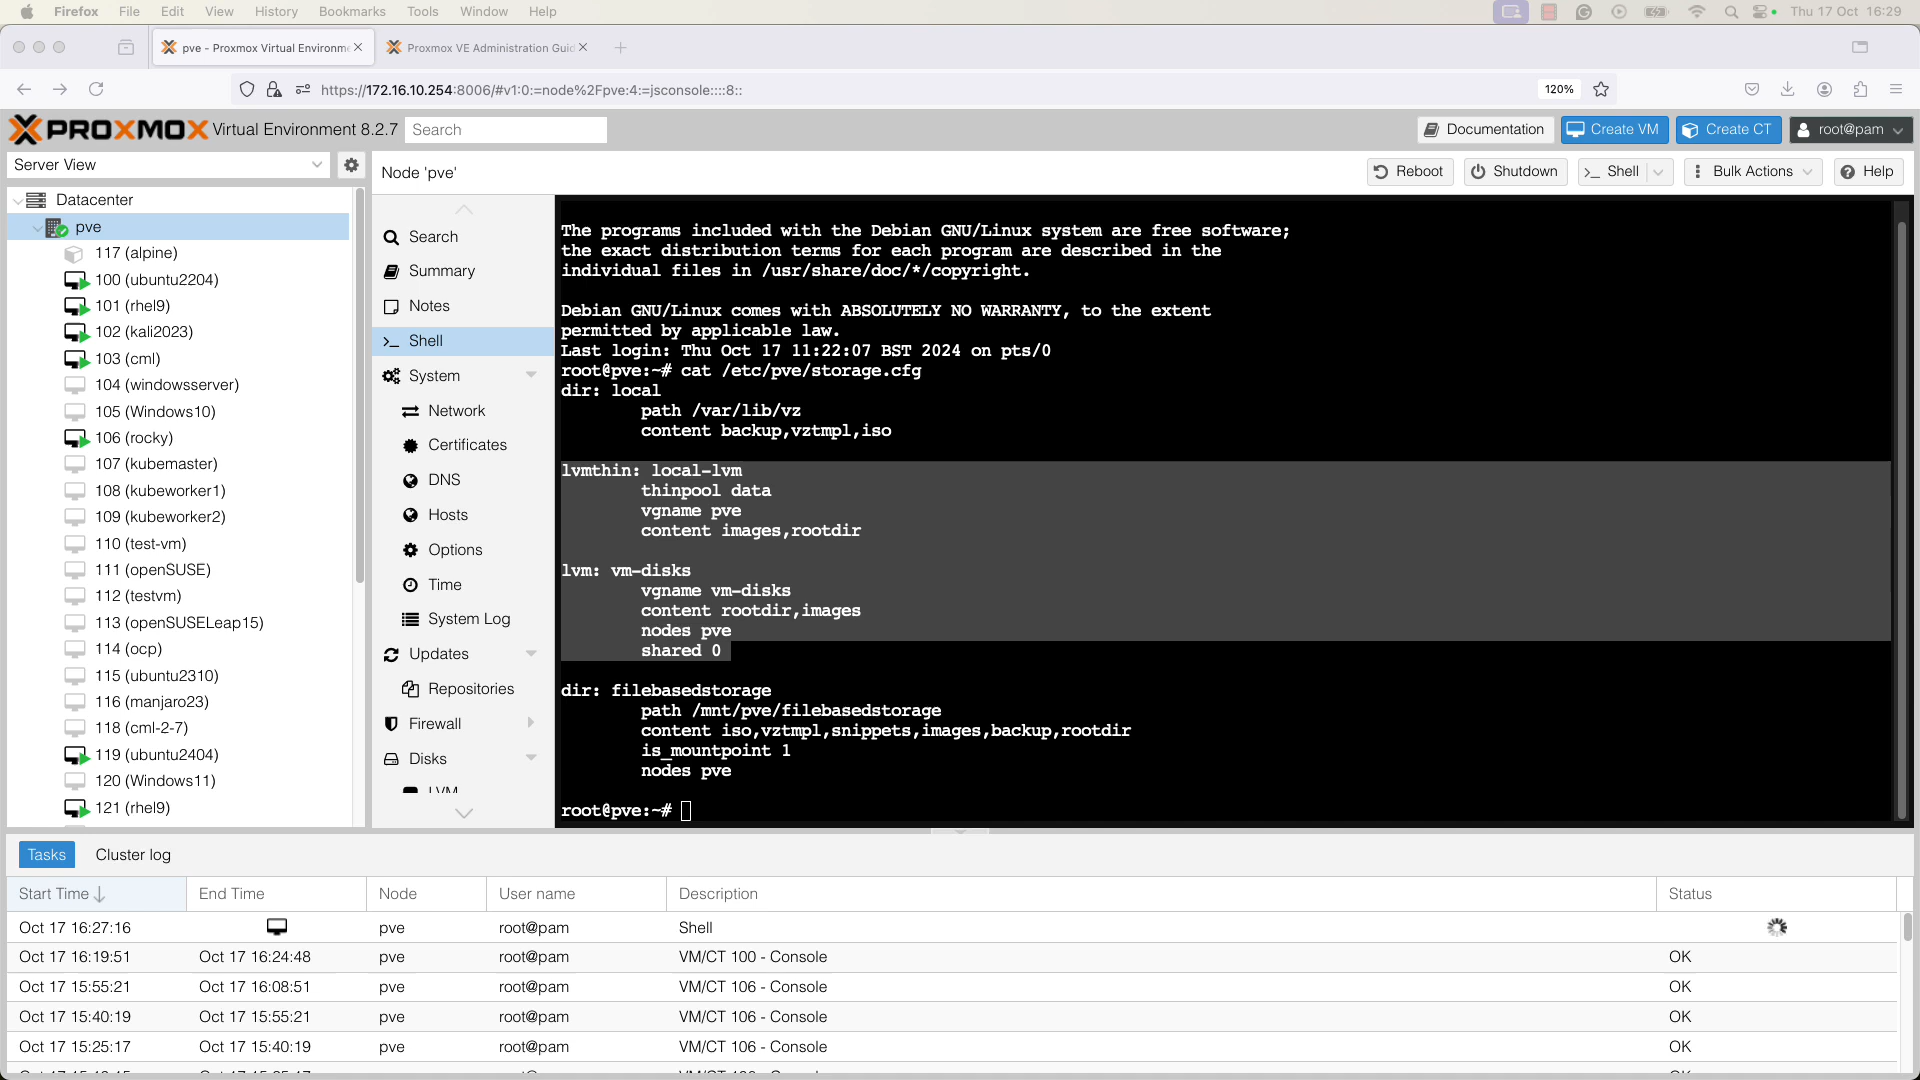 Firefox File Edit View History Bookmarks Tools Window Help Thu 17 Oct 16:29
pve - Proxmox Virtual Environme Proxmox VE Administration Guid
https://172.16.10.254:8006/#v1:0:=node%2Fpve:4:=jsconsole::::8:: 120%
PROXMOX Virtual Environment 8.2.7 Search Documentation Create VM Create CT root@pam
Server View
Node 'pve' Reboot Shutdown Shell Bulk Actions Help
Datacenter
pve
117 (alpine)
100 (ubuntu2204)
101 (rhel9)
102 (kali2023)
103 (cml)
104 (windowsserver)
105 (Windows10)
106 (rocky)
107 (kubemaster)
108 (kubeworker1)
109 (kubeworker2)
110 (test-vm)
111 (openSUSE)
112 (testvm)
113 (openSUSELeap15)
114 (ocp)
115 (ubuntu2310)
116 (manjaro23)
118 (cml-2-7)
119 (ubuntu2404)
120 (Windows11)
121 (rhel9)
Search
Summary
Notes
Shell
System
Network
Certificates
DNS
Hosts
Options
Time
System Log
Updates
Repositories
Firewall
Disks
LVM
The programs included with the Debian GNU/Linux system are free software;
the exact distribution terms for each program are described in the
individual files in /usr/share/doc/*/copyright.
Debian GNU/Linux comes with ABSOLUTELY NO WARRANTY, to the extent
permitted by applicable law.
Last login: Thu Oct 17 11:22:07 BST 2024 on pts/0
root@pve:~# cat /etc/pve/storage.cfg
dir: local
path /var/lib/vz
content backup,vztmpl,iso
lvmthin: local-lvm
thinpool data
vgname pve
content images,rootdir
lvm: vm-disks
vgname vm-disks
content rootdir,images
nodes pve
shared 0
dir: filebasedstorage
path /mnt/pve/filebasedstorage
content iso,vztmpl,snippets,images,backup,rootdir
is_mountpoint 1
nodes pve
root@pve:~#
Tasks Cluster log
Start Time End Time Node User name Description Status
Oct 17 16:27:16 pve root@pam Shell
Oct 17 16:19:51 Oct 17 16:24:48 pve root@pam VM/CT 100 - Console OK
Oct 17 15:55:21 Oct 17 16:08:51 pve root@pam VM/CT 106 - Console OK
Oct 17 15:40:19 Oct 17 15:55:21 pve root@pam VM/CT 106 - Console OK
Oct 17 15:25:17 Oct 17 15:40:19 pve root@pam VM/CT 106 - Console OK